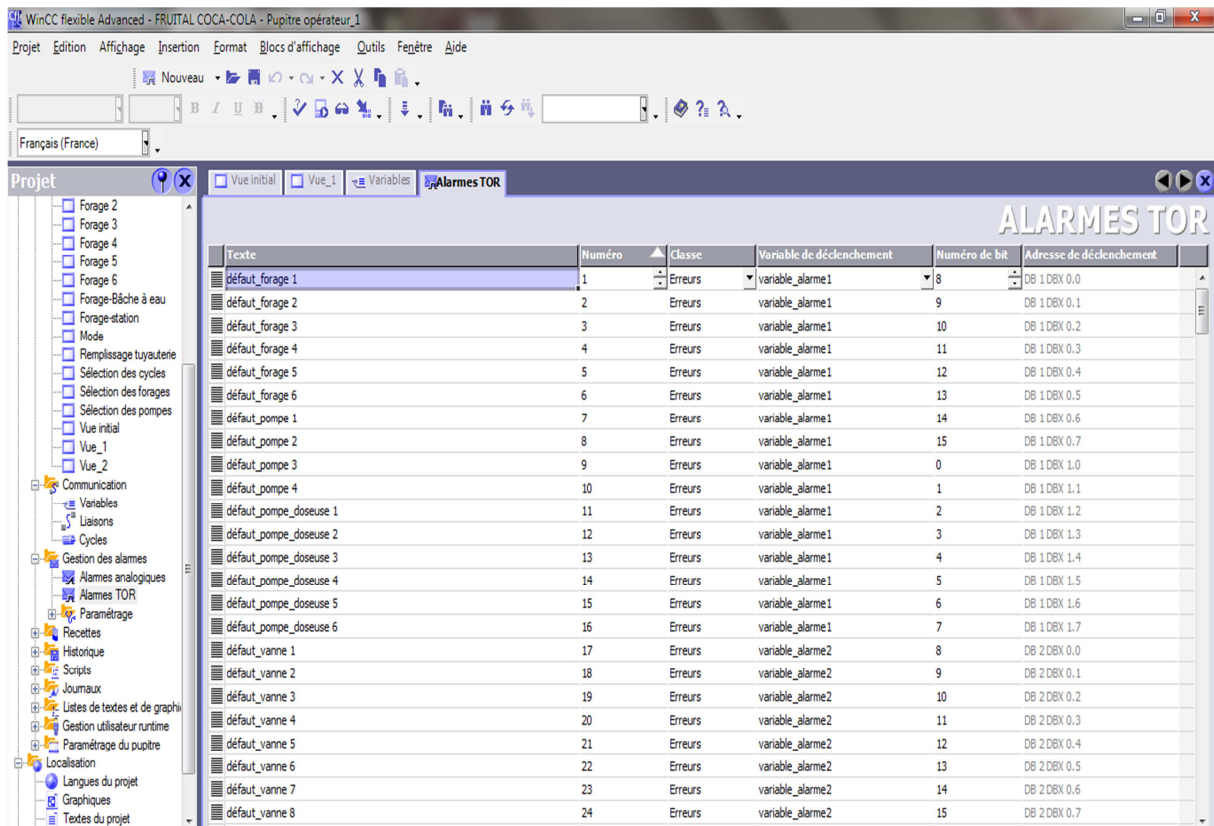 WinCC flexible Advanced - FRUITAL COCA-COLA - Pupitre opérateur_1
Projet Edition Affichage Insertion Format Blocs d'affichage Outils Fenêtre Aide
Nouveau
B I U B
Français (France)
Projet
Vue initial Vue_1 Variables Alarmes TOR
ALARMES TOR
Forage 2
Forage 3
Forage 4
Forage 5
Forage 6
Forage-Bâche à eau
Forage-station
Mode
Remplissage tuyauterie
Sélection des cycles
Sélection des forages
Sélection des pompes
Vue initial
Vue_1
Vue_2
Communication
Variables
Liaisons
Cycles
Gestion des alarmes
Alarmes analogiques
Alarmes TOR
Paramétrage
Recettes
Historique
Scripts
Journaux
Listes de textes et de graphi
Gestion utilisateur runtime
Paramétrage du pupitre
Localisation
Langues du projet
Graphiques
Textes du projet
Texte Numéro Classe Variable de déclenchement Numéro de bit Adresse de déclenchement
défaut_forage 1 1 Erreurs variable_alarme1 8 DB 1 DBX 0.0
défaut_forage 2 2 Erreurs variable_alarme1 9 DB 1 DBX 0.1
défaut_forage 3 3 Erreurs variable_alarme1 10 DB 1 DBX 0.2
défaut_forage 4 4 Erreurs variable_alarme1 11 DB 1 DBX 0.3
défaut_forage 5 5 Erreurs variable_alarme1 12 DB 1 DBX 0.4
défaut_forage 6 6 Erreurs variable_alarme1 13 DB 1 DBX 0.5
défaut_pompe 1 7 Erreurs variable_alarme1 14 DB 1 DBX 0.6
défaut_pompe 2 8 Erreurs variable_alarme1 15 DB 1 DBX 0.7
défaut_pompe 3 9 Erreurs variable_alarme1 0 DB 1 DBX 1.0
défaut_pompe 4 10 Erreurs variable_alarme1 1 DB 1 DBX 1.1
défaut_pompe_doseuse 1 11 Erreurs variable_alarme1 2 DB 1 DBX 1.2
défaut_pompe_doseuse 2 12 Erreurs variable_alarme1 3 DB 1 DBX 1.3
défaut_pompe_doseuse 3 13 Erreurs variable_alarme1 4 DB 1 DBX 1.4
défaut_pompe_doseuse 4 14 Erreurs variable_alarme1 5 DB 1 DBX 1.5
défaut_pompe_doseuse 5 15 Erreurs variable_alarme1 6 DB 1 DBX 1.6
défaut_pompe_doseuse 6 16 Erreurs variable_alarme1 7 DB 1 DBX 1.7
défaut_vanne 1 17 Erreurs variable_alarme2 8 DB 2 DBX 0.0
défaut_vanne 2 18 Erreurs variable_alarme2 9 DB 2 DBX 0.1
défaut_vanne 3 19 Erreurs variable_alarme2 10 DB 2 DBX 0.2
défaut_vanne 4 20 Erreurs variable_alarme2 11 DB 2 DBX 0.3
défaut_vanne 5 21 Erreurs variable_alarme2 12 DB 2 DBX 0.4
défaut_vanne 6 22 Erreurs variable_alarme2 13 DB 2 DBX 0.5
défaut_vanne 7 23 Erreurs variable_alarme2 14 DB 2 DBX 0.6
défaut_vanne 8 24 Erreurs variable_alarme2 15 DB 2 DBX 0.7